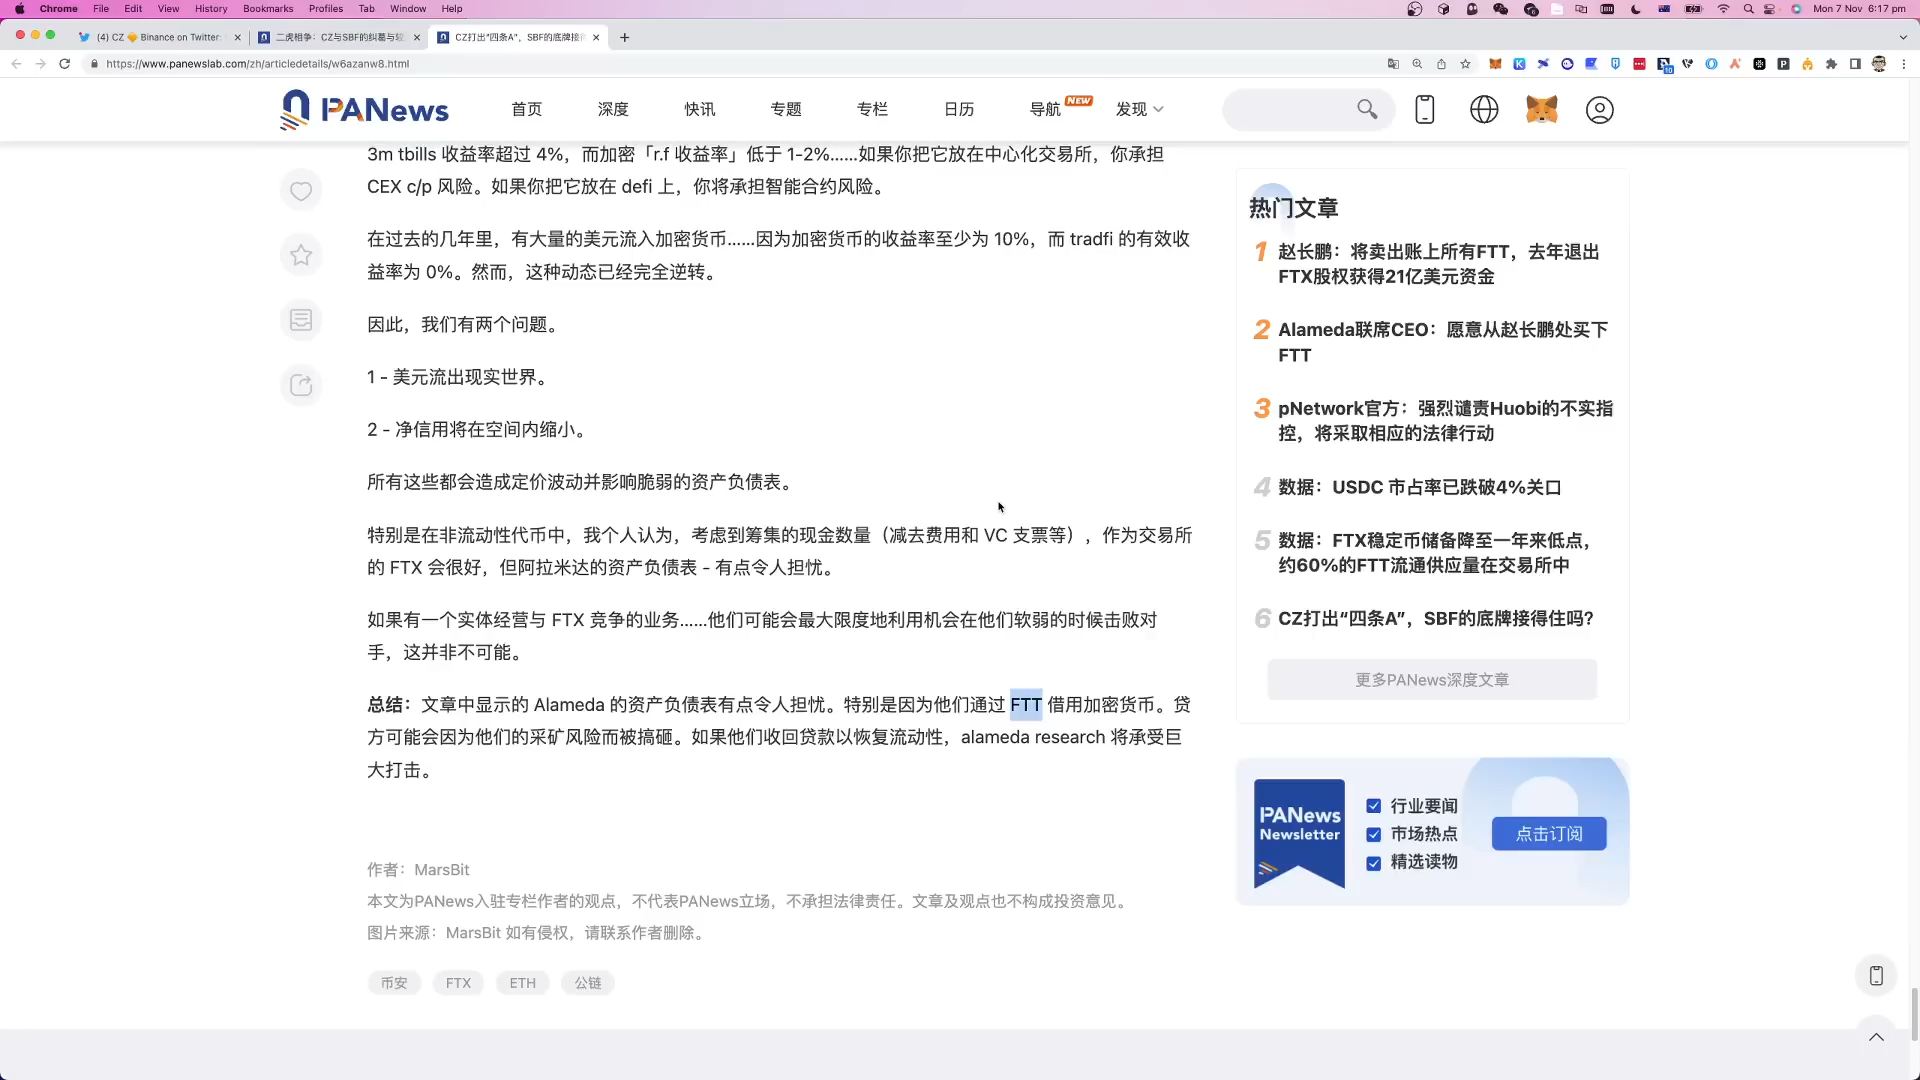 Chrome File Edit View History Bookmarks Profiles Tab Window Help
Mon 7 Nov 6:17 pm
(4) CZ 🔶 Binance on Twitter:
二虎相争：CZ与SBF的纠葛与较
CZ打出“四条A”，SBF的底牌接得
https://www.panewslab.com/zh/articledetails/w6azanw8.html
PANews
首页 深度 快讯 专题 专栏 日历 导航 NEW 发现
3m tbills 收益率超过 4%，而加密「r.f 收益率」低于 1-2%……如果你把它放在中心化交易所，你承担
CEX c/p 风险。如果你把它放在 defi 上，你将承担智能合约风险。
在过去的几年里，有大量的美元流入加密货币……因为加密货币的收益率至少为 10%，而 tradfi 的有效收
益率为 0%。然而，这种动态已经完全逆转。
因此，我们有两个问题。
1 - 美元流出现实世界。
2 - 净信用将在空间内缩小。
所有这些都会造成定价波动并影响脆弱的资产负债表。
特别是在非流动性代币中，我个人认为，考虑到筹集的现金数量（减去费用和 VC 支票等），作为交易所
的 FTX 会很好，但阿拉米达的资产负债表 - 有点令人担忧。
如果有一个实体经营与 FTX 竞争的业务……他们可能会最大限度地利用机会在他们软弱的时候击败对
手，这并非不可能。
总结：文章中显示的 Alameda 的资产负债表有点令人担忧。特别是因为他们通过 FTT 借用加密货币。贷
方可能会因为他们的采矿风险而被搞砸。如果他们收回贷款以恢复流动性，alameda research 将承受巨
大打击。
作者：MarsBit
本文为PANews入驻专栏作者的观点，不代表PANews立场，不承担法律责任。文章及观点也不构成投资意见。
图片来源：MarsBit 如有侵权，请联系作者删除。
币安 FTX ETH 公链
热门文章
1 赵长鹏：将卖出账上所有FTT，去年退出
FTX股权获得21亿美元资金
2 Alameda联席CEO：愿意从赵长鹏处买下
FTT
3 pNetwork官方：强烈谴责Huobi的不实指
控，将采取相应的法律行动
4 数据：USDC 市占率已跌破4%关口
5 数据：FTX稳定币储备降至一年来低点，
约60%的FTT流通供应量在交易所中
6 CZ打出“四条A”，SBF的底牌接得住吗？
更多PANews深度文章
PANews
Newsletter
行业要闻
市场热点
精选读物
点击订阅